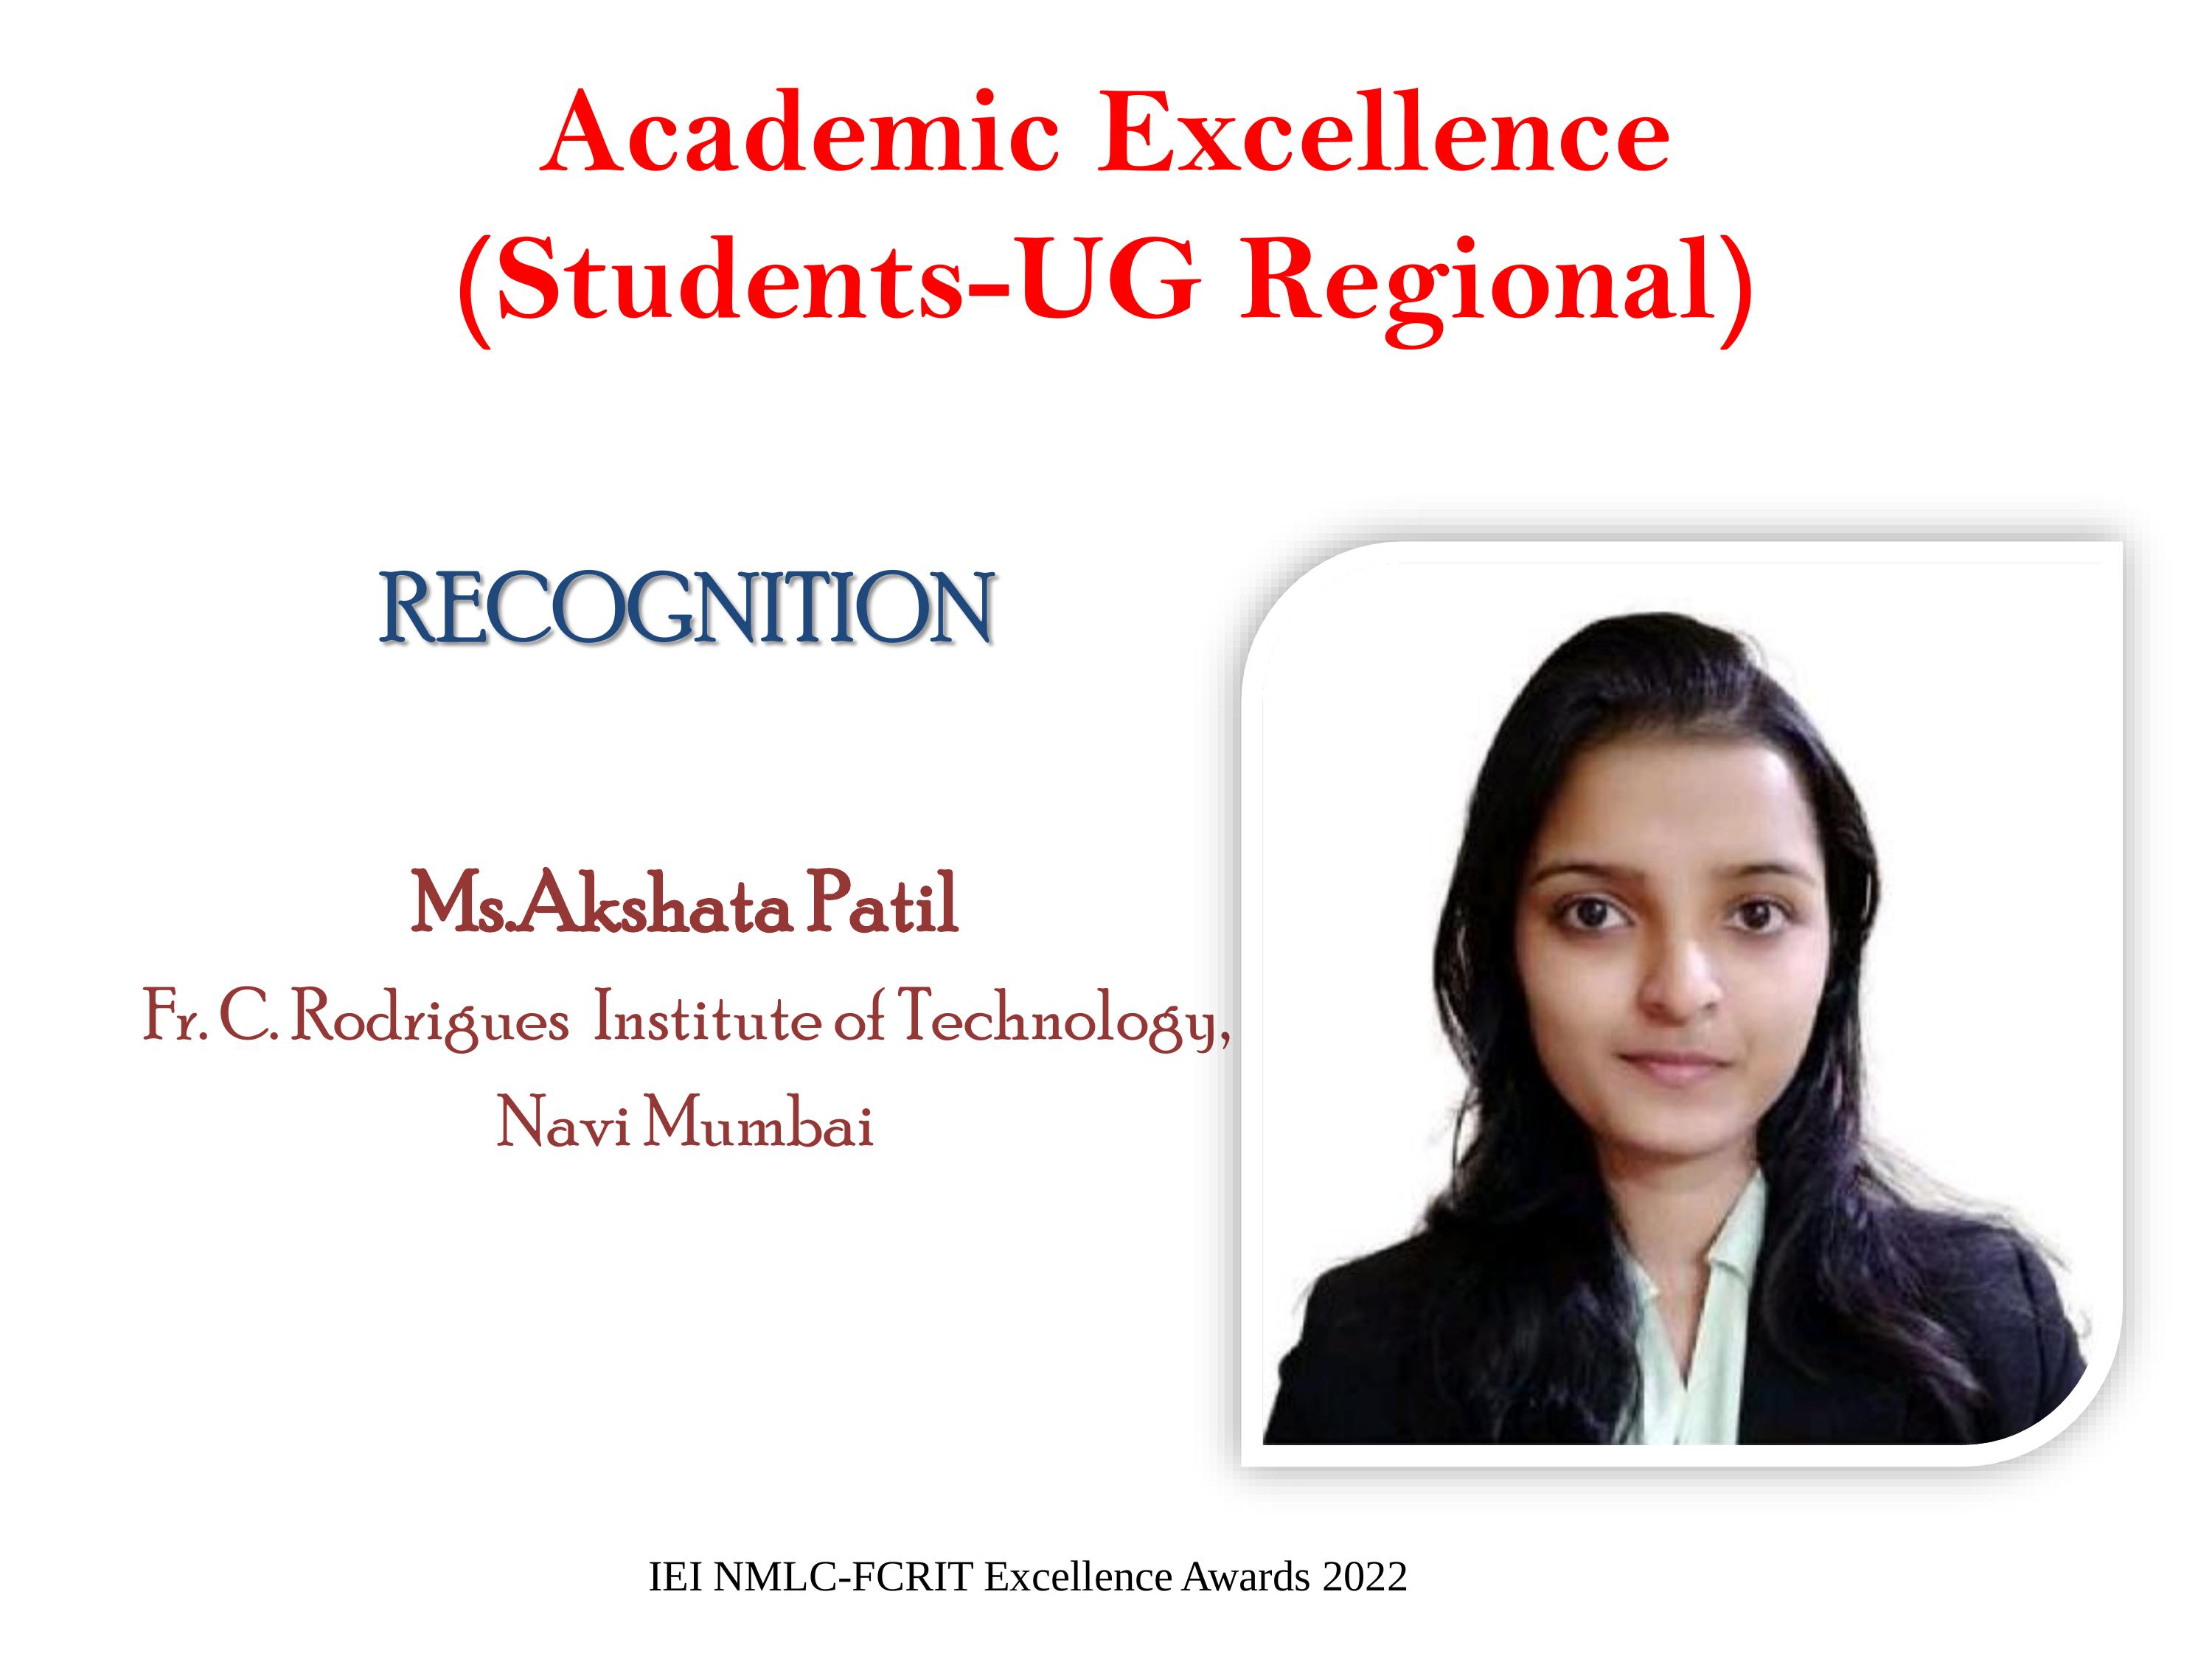 Academic Excellence
(Students-UG Regional)
RECOGNITION
Ms.Akshata Patil
Fr. C. Rodrigues Institute of Technology,
Navi Mumbai
IEI NMLC-FCRIT Excellence Awards 2022